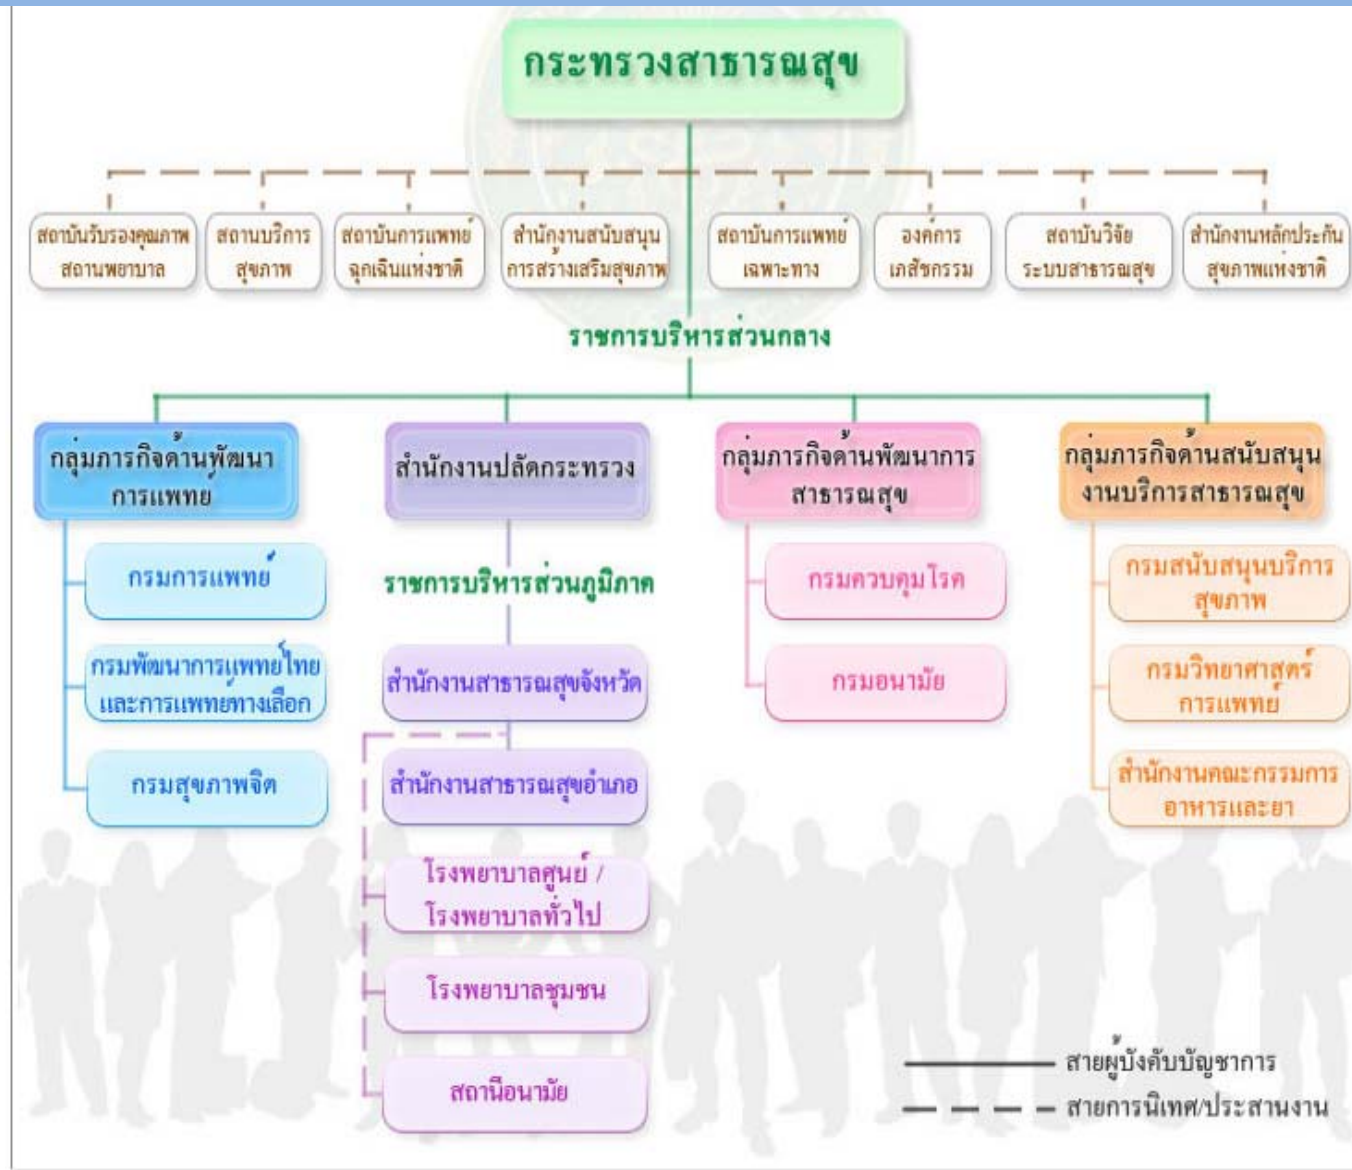 กระทรวงสาธารณสุข
สถาบันรับรองคุณภาพ
สถานพยาบาล
สถานบริการ
สุขภาพ
สถาบันการแพทย์
ฉุกเฉินแห่งชาติ
สำนักงานสนับสนุน
การสร้างเสริมสุขภาพ
สถาบันการแพทย์
เฉพาะทาง
องค์การ
เภสัชกรรม
สถาบันวิจัย
ระบบสาธารณสุข
สำนักงานหลักประกัน
สุขภาพแห่งชาติ
ราชการบริหารส่วนกลาง
กลุ่มภารกิจด้านพัฒนา
การแพทย์
กรมการแพทย์
กรมพัฒนาการแพทย์ไทย
และการแพทย์ทางเลือก
กรมสุขภาพจิต
สำนักงานปลัดกระทรวง
ราชการบริหารส่วนภูมิภาค
สำนักงานสาธารณสุขจังหวัด
สำนักงานสาธารณสุขอำเภอ
โรงพยาบาลศูนย์ /
โรงพยาบาลทั่วไป
โรงพยาบาลชุมชน
สถานีอนามัย
กลุ่มภารกิจด้านพัฒนาการ
สาธารณสุข
กรมควบคุมโรค
กรมอนามัย
กลุ่มภารกิจด้านสนับสนุน
งานบริการสาธารณสุข
กรมสนับสนุนบริการ
สุขภาพ
กรมวิทยาศาสตร์
การแพทย์
สำนักงานคณะกรรมการ
อาหารและยา
สายผู้บังคับบัญชาการ
สายการนิเทศ/ประสานงาน